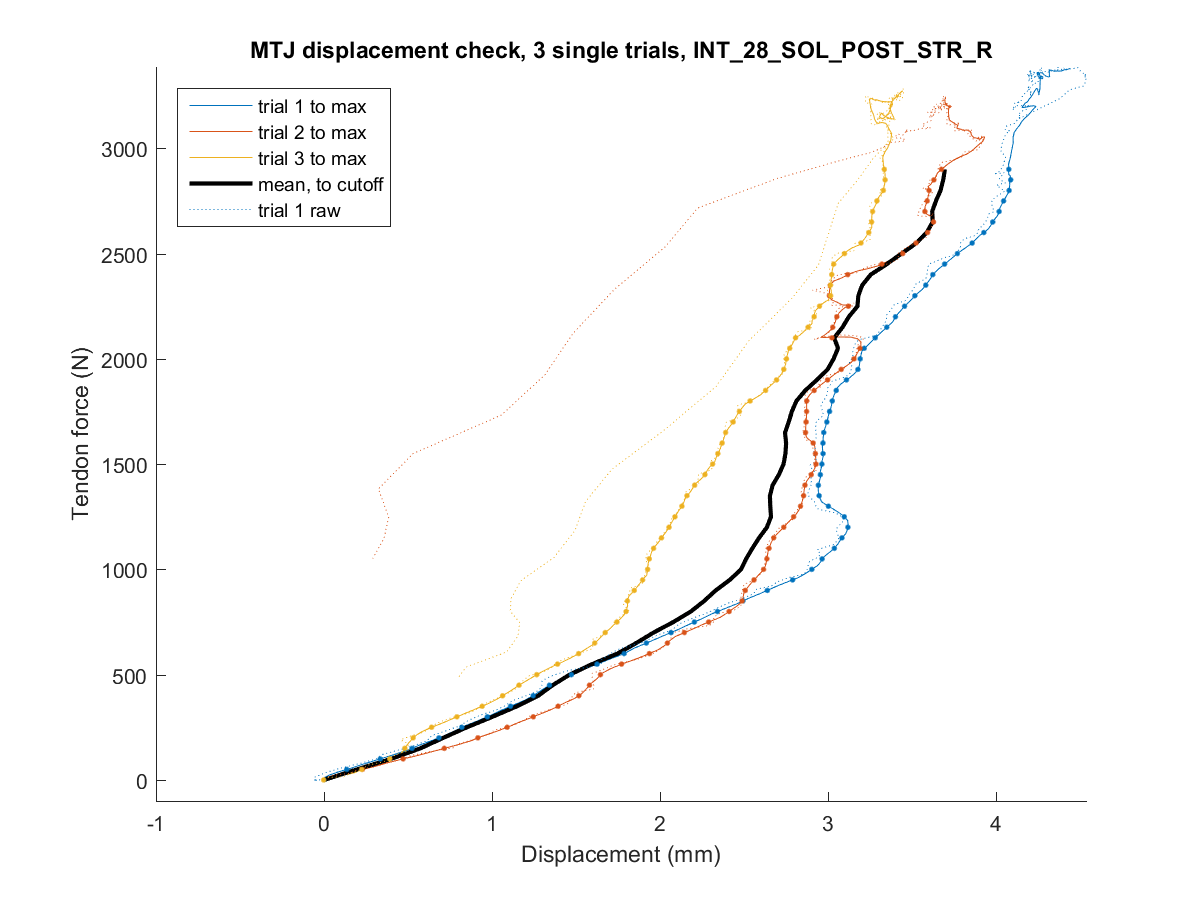 MTJ displacement check, 3 single trials, INT_28_SOL_POST_STR_R
trial 1 to max
trial 2 to max
trial 3 to max
mean, to cutoff
trial 1 raw
Tendon force (N)
3000
2500
2000
1500
1000
500
0
-1
0
1
2
3
4
Displacement (mm)